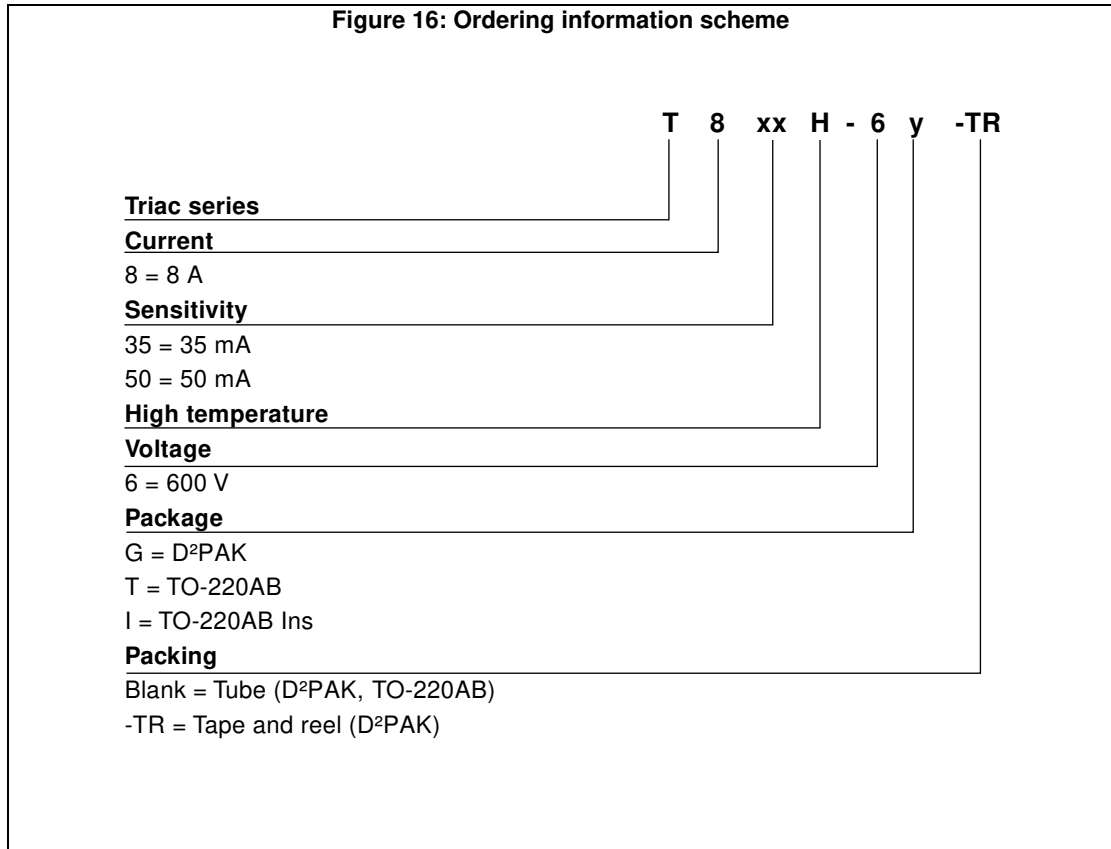 Figure 16: Ordering information scheme
T 8 xx H - 6 y -TR
Triac series
Current
8 = 8 A
Sensitivity
35 = 35 mA
50 = 50 mA
High temperature
Voltage
6 = 600 V
Package
G = D²PAK
T = TO-220AB
I = TO-220AB Ins
Packing
Blank = Tube (D²PAK, TO-220AB)
-TR = Tape and reel (D²PAK)